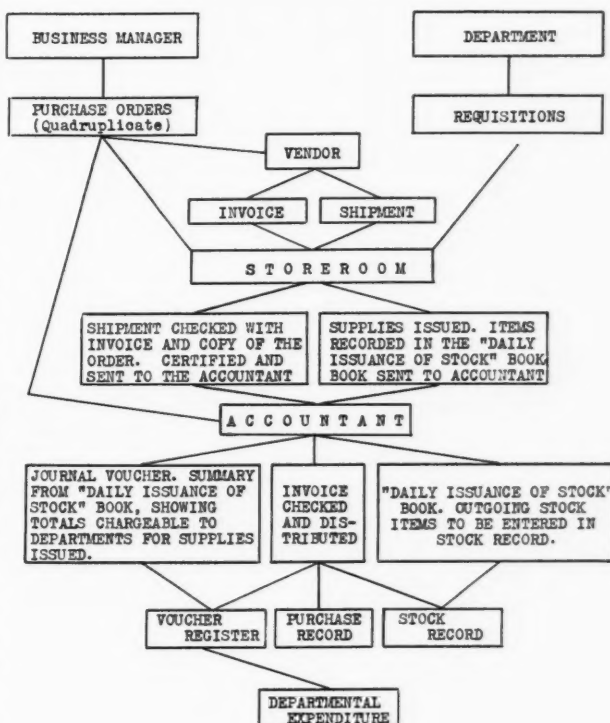 BUSINESS MANAGER
DEPARTMENT
PURCHASE ORDERS
(Quadruplicate)
REQUISITIONS
VENDOR
INVOICE
SHIPMENT
STOREROOM
SHIPMENT CHECKED WITH
INVOICE AND COPY OF THE
ORDER. CERTIFIED AND
SENT TO THE ACCOUNTANT
SUPPLIES ISSUED. ITEMS
RECORDED IN THE "DAILY
ISSUANCE OF STOCK" BOOK
BOOK SENT TO ACCOUNTANT
ACCOUNTANT
JOURNAL VOUCHER. SUMMARY
FROM "DAILY ISSUANCE OF
STOCK" BOOK, SHOWING
TOTALS CHARGEABLE TO
DEPARTMENTS FOR SUPPLIES
ISSUED.
INVOICE
CHECKED
AND DIS-
TRIBUTED
"DAILY ISSUANCE OF STOCK"
BOOK. OUTGOING STOCK
ITEMS TO BE ENTERED IN
STOCK RECORD.
VOUCHER
REGISTER
PURCHASE
RECORD
STOCK
RECORD
DEPARTMENTAL
EXPENDITURE